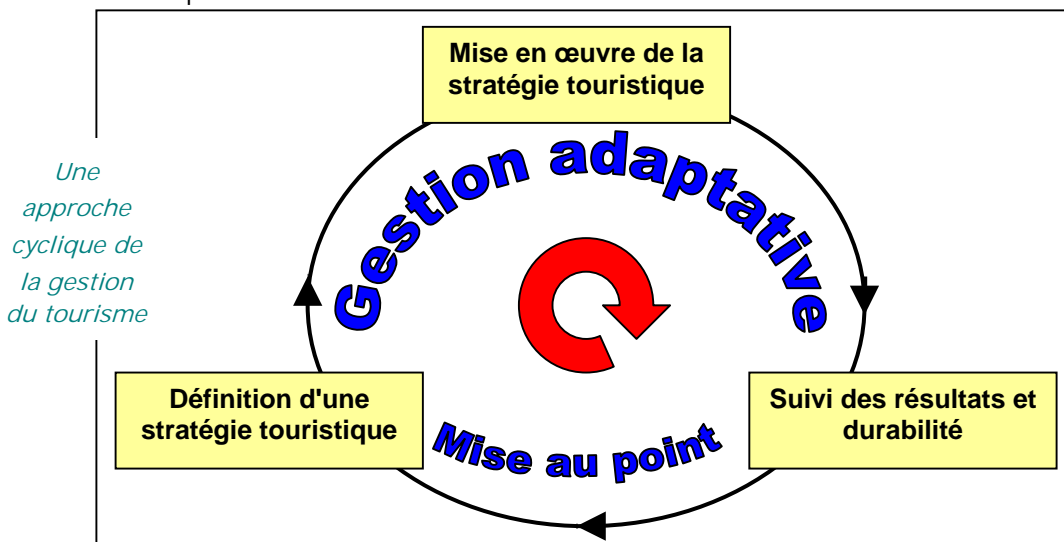 Mise en œuvre de la
stratégie touristique
Gestion adaptative
Une
approche
cyclique de
la gestion
du tourisme
Définition d'une
stratégie touristique
Suivi des résultats et
durabilité
Mise au point